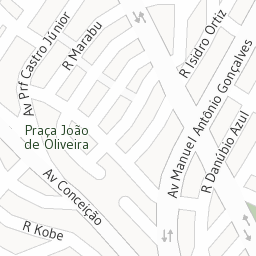 Av Prf Castro Júnior
R Marabu
R Isidro Ortiz
Av Manuel Antônio Gonçalves
R Danúbio Azul
Praça João
de Oliveira
Av Conceição
R Kobe